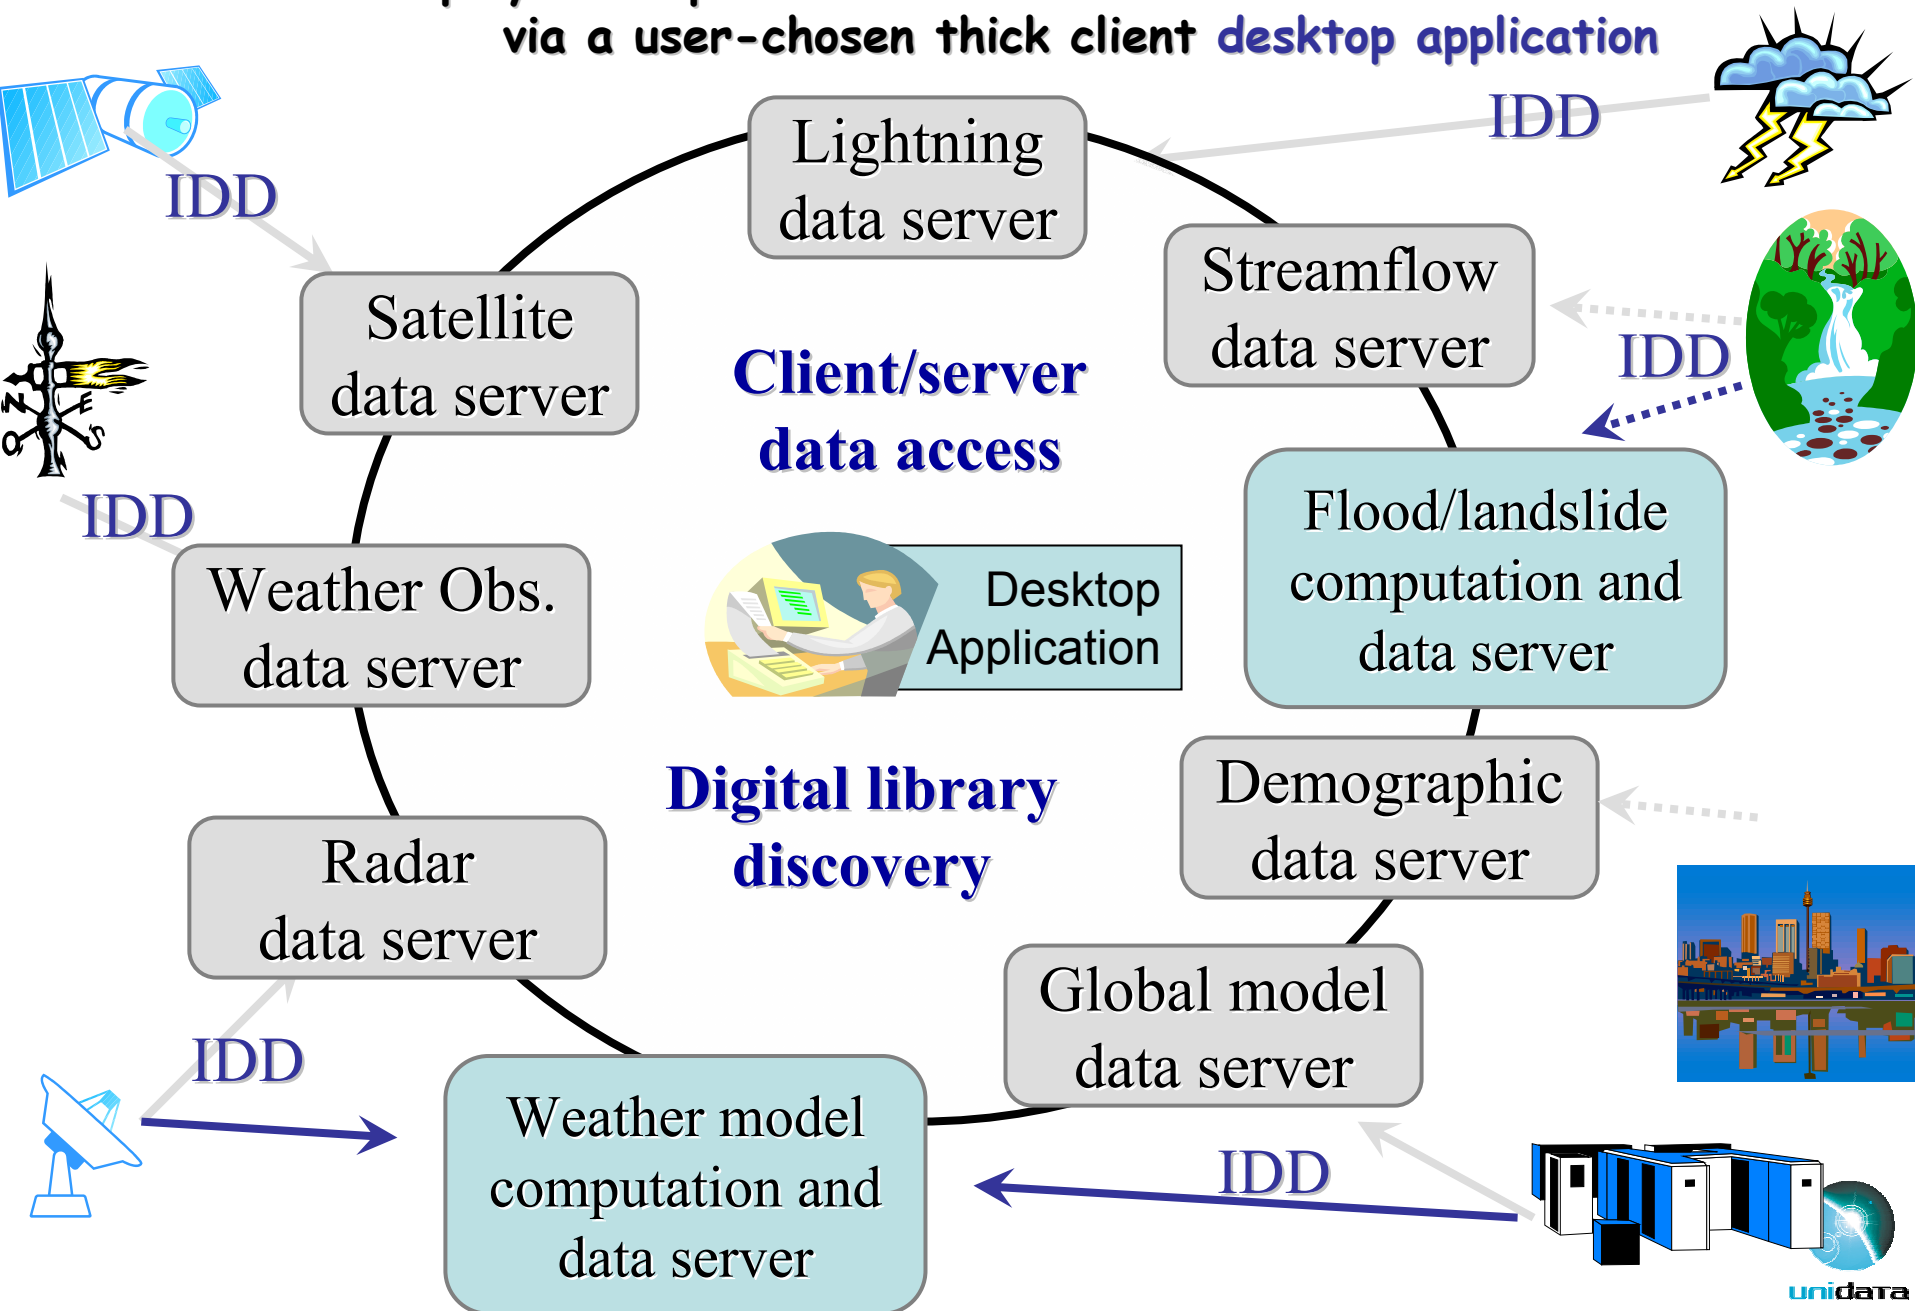 via a user-chosen thick client desktop application
IDD
Lightning
data server
IDD
Satellite
data server
Streamflow
data server
IDD
Client/server
data access
N
E
S
O
IDD
Weather Obs.
data server
Desktop
Application
Flood/landslide
computation and
data server
Digital library
discovery
Demographic
data server
Radar
data server
Global model
data server
IDD
Weather model
computation and
data server
IDD
unidata